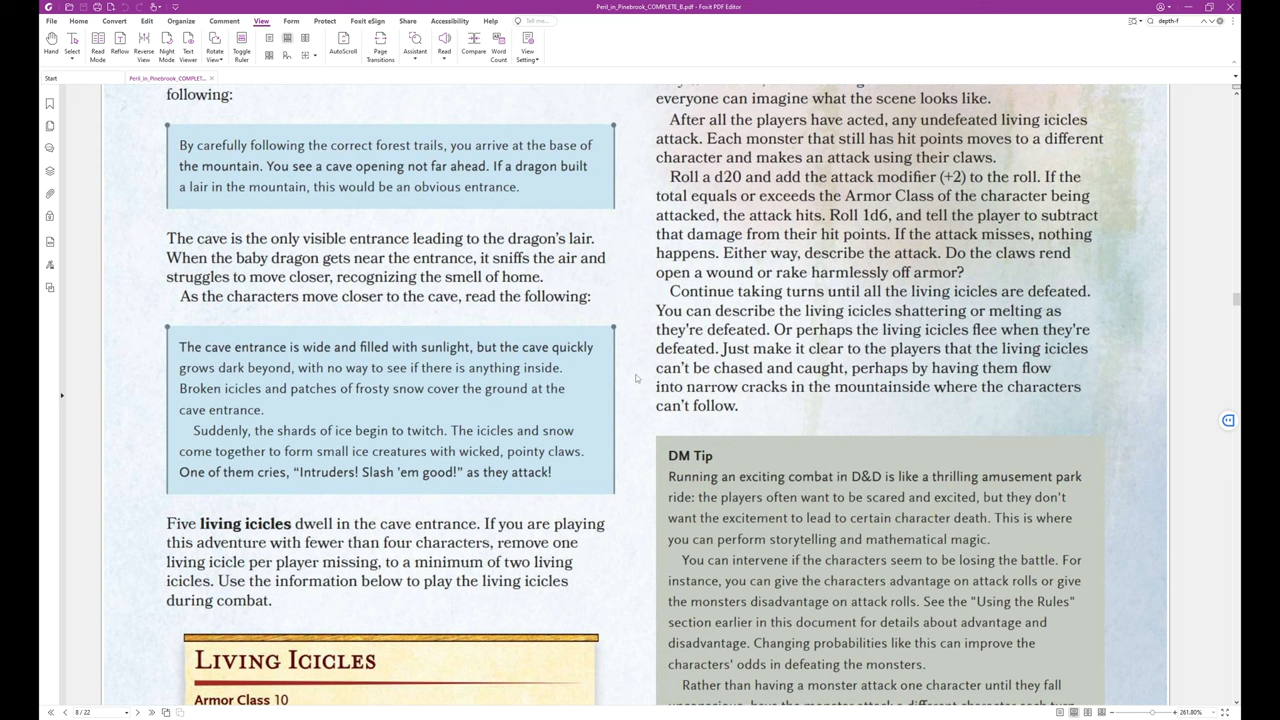 Peril_in_Pinebrook_COMPLETE_B.pdf - Foxit PDF Editor
File
Home
Convert
Edit
Organize
Comment
View
Form
Protect
Foxit eSign
Share
Accessibility
Help
Tell me...
depth-f
Hand
Select
Read Mode
Reflow
Reverse View
Night Mode
Text Viewer
Toggle Ruler
Rotate View
AutoScroll
Page Transitions
Assistant
Read
Compare
Word Count
View Setting
Start
Peril_in_Pinebrook_COMPLET...
following:
By carefully following the correct forest trails, you arrive at the base of
the mountain. You see a cave opening not far ahead. If a dragon built
a lair in the mountain, this would be an obvious entrance.
The cave is the only visible entrance leading to the dragon's lair.
When the baby dragon gets near the entrance, it sniffs the air and
struggles to move closer, recognizing the smell of home.
As the characters move closer to the cave, read the following:
The cave entrance is wide and filled with sunlight, but the cave quickly
grows dark beyond, with no way to see if there is anything inside.
Broken icicles and patches of frosty snow cover the ground at the
cave entrance.
Suddenly, the shards of ice begin to twitch. The icicles and snow
come together to form small ice creatures with wicked, pointy claws.
One of them cries, "Intruders! Slash 'em good!" as they attack!
Five living icicles dwell in the cave entrance. If you are playing
this adventure with fewer than four characters, remove one
living icicle per player missing, to a minimum of two living
icicles. Use the information below to play the living icicles
during combat.
Living Icicles
Armor Class 10
everyone can imagine what the scene looks like.
After all the players have acted, any undefeated living icicles
attack. Each monster that still has hit points moves to a different
character and makes an attack using their claws.
Roll a d20 and add the attack modifier (+2) to the roll. If the
total equals or exceeds the Armor Class of the character being
attacked, the attack hits. Roll 1d6, and tell the player to subtract
that damage from their hit points. If the attack misses, nothing
happens. Either way, describe the attack. Do the claws rend
open a wound or rake harmlessly off armor?
Continue taking turns until all the living icicles are defeated.
You can describe the living icicles shattering or melting as
they're defeated. Or perhaps the living icicles flee when they're
defeated. Just make it clear to the players that the living icicles
can't be chased and caught, perhaps by having them flow
into narrow cracks in the mountainside where the characters
can't follow.
DM Tip
Running an exciting combat in D&D is like a thrilling amusement park
ride: the players often want to be scared and excited, but they don't
want the excitement to lead to certain character death. This is where
you can perform storytelling and mathematical magic.
You can intervene if the characters seem to be losing the battle. For
instance, you can give the characters advantage on attack rolls or give
the monsters disadvantage on attack rolls. See the "Using the Rules"
section earlier in this document for details about advantage and
disadvantage. Changing probabilities like this can improve the
characters' odds in defeating the monsters.
Rather than having a monster attack one character until they fall
8 / 22
261.80%